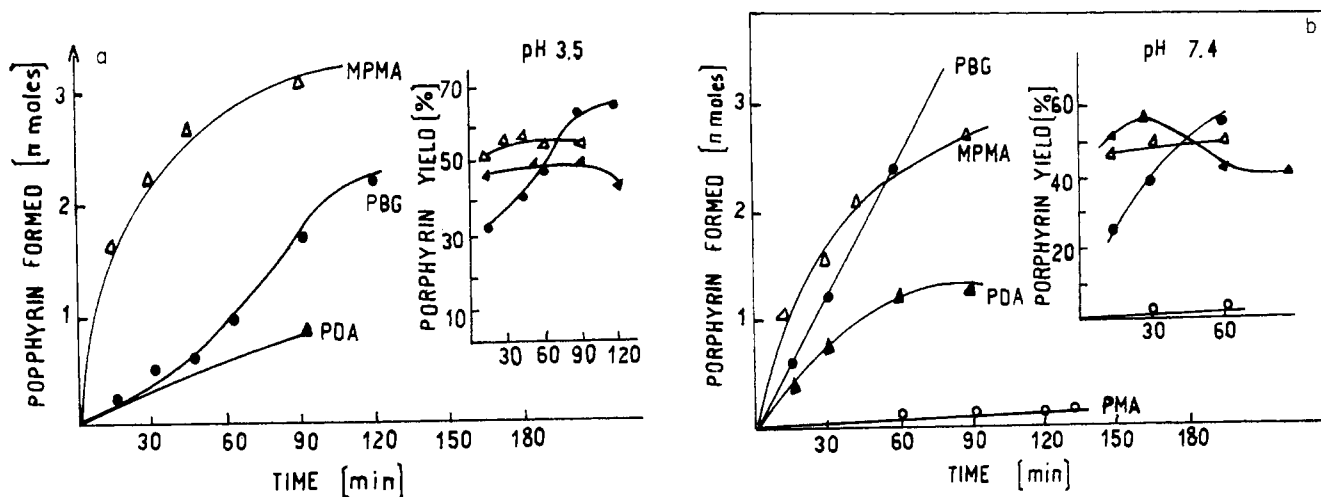 a
POPPHYRIN FORMED [n moles]
3
2
1
MPMA
PBG
PDA
30
60
90
120
150
180
TIME [min]
pH 3.5
PORPHYRIN YIELD [%]
70
50
30
10
30
60
90
120
b
PORPHYRIN FORMED [n moles]
3
2
1
PBG
MPMA
PDA
PMA
30
60
90
120
150
180
TIME [min]
pH 7.4
PORPHYRIN YIELD [%]
60
40
20
30
60